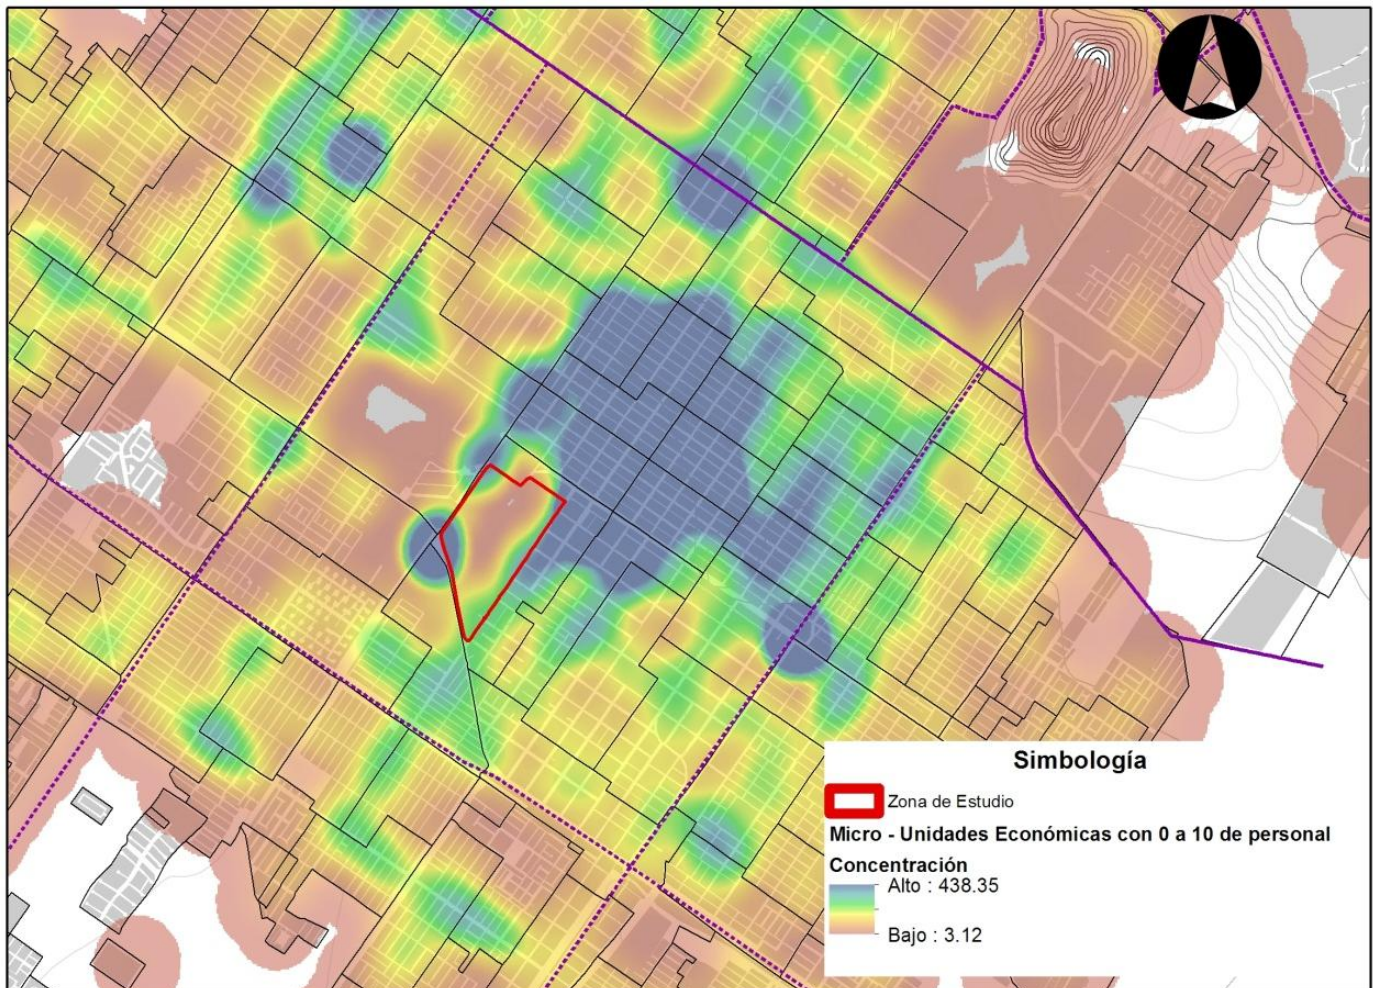 Simbología
Zona de Estudio
Micro - Unidades Económicas con 0 a 10 de personal
Concentración
Alto : 438.35
Bajo : 3.12